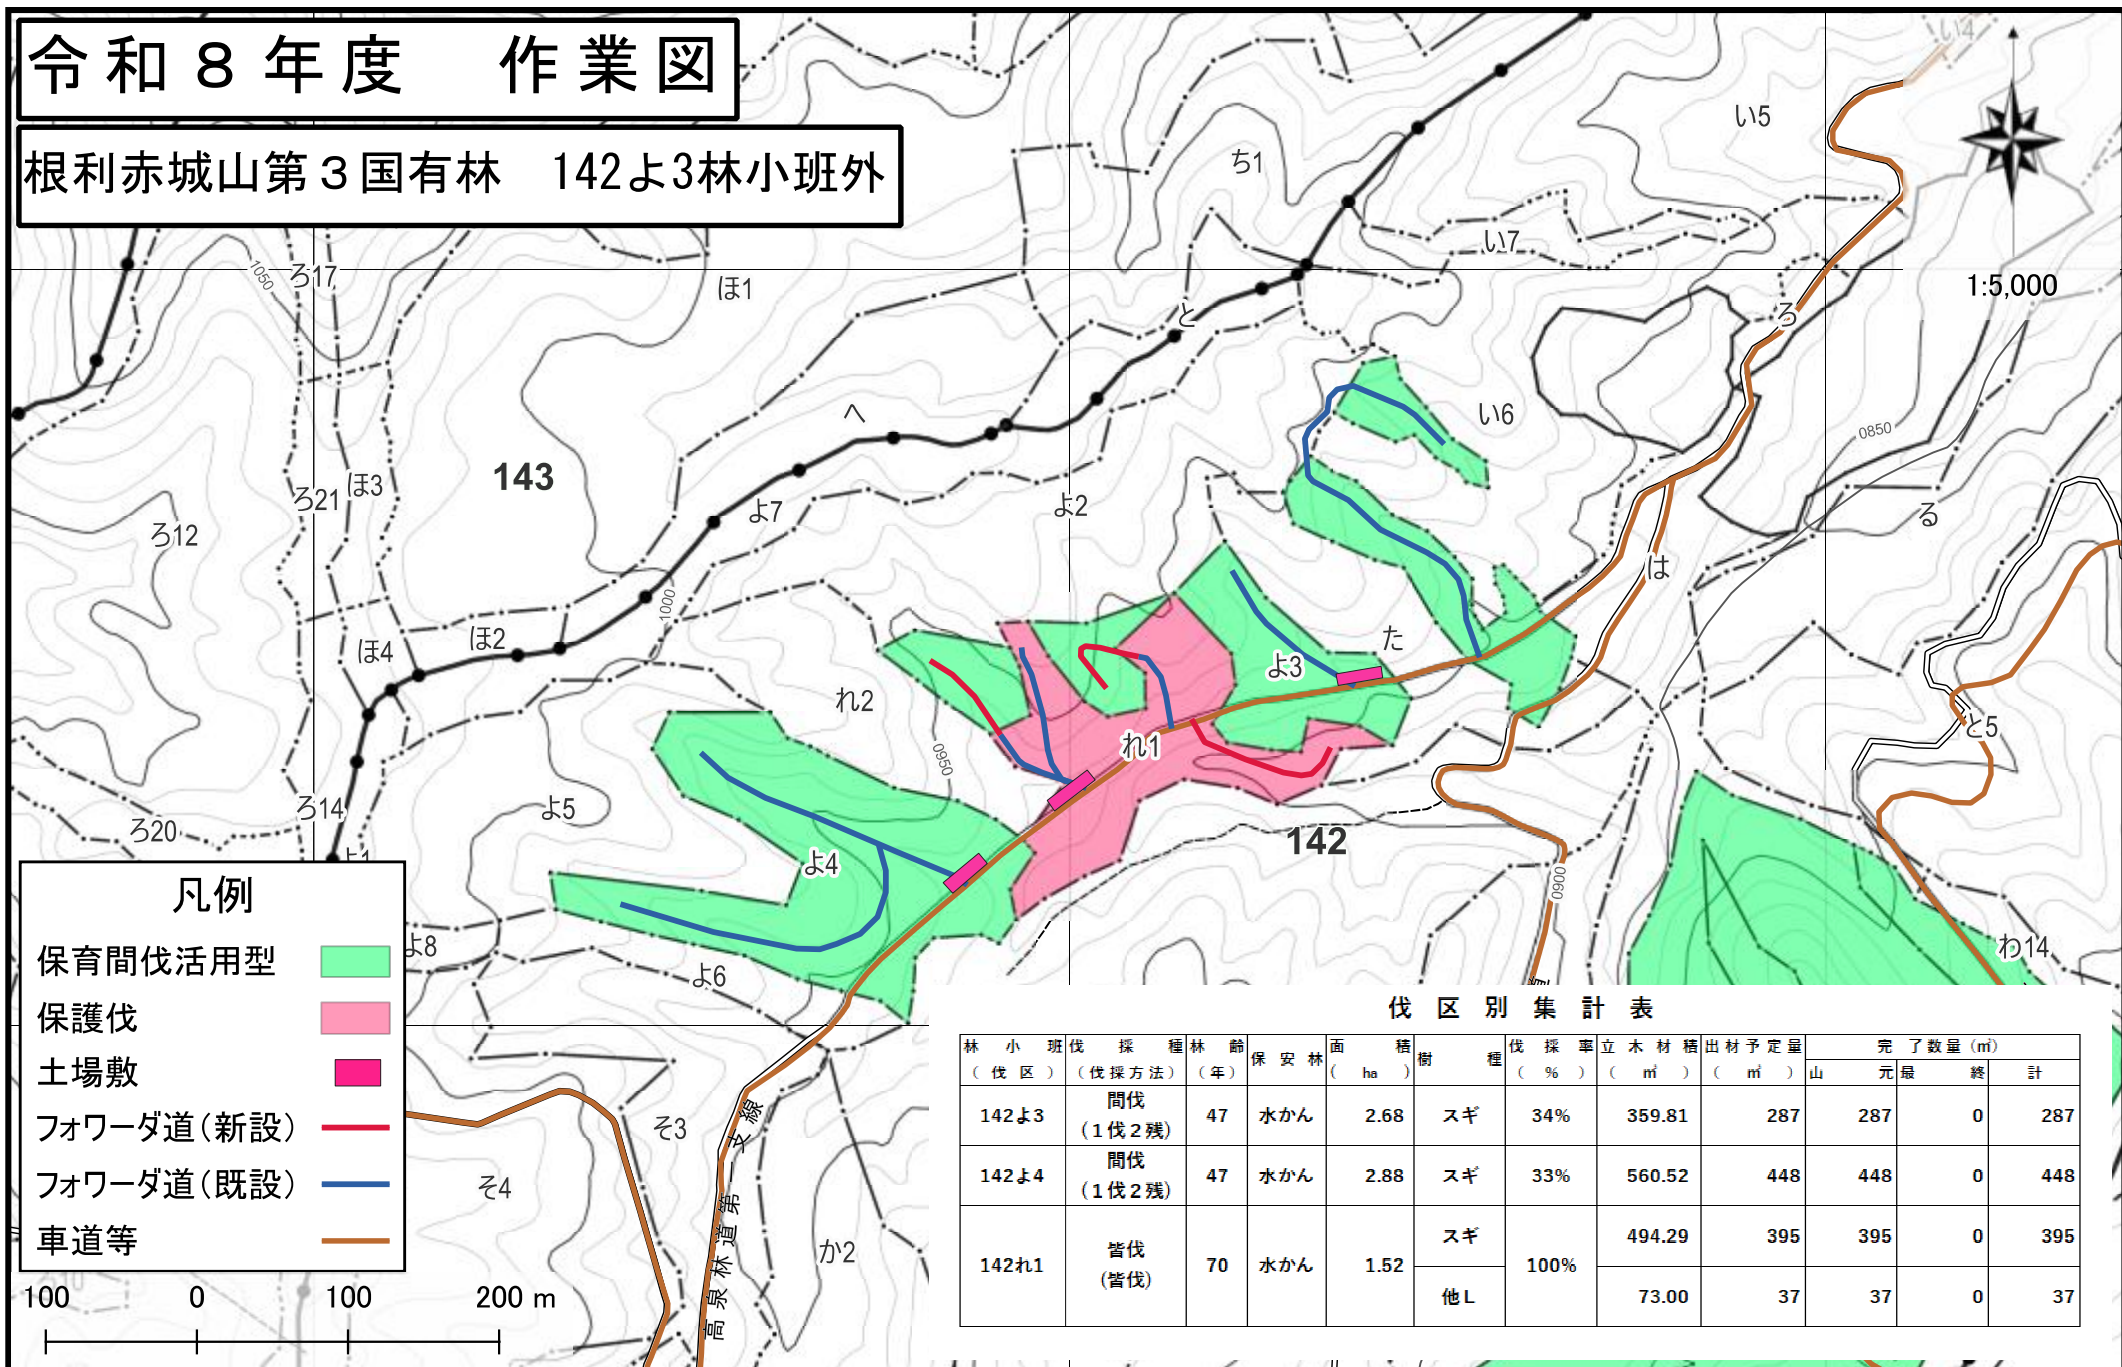 令和８年度　作業図
根利赤城山第３国有林　142よ3林小班外
い4
い5
ち1
い7
1:5,000
1050
ろ17
ほ1
と
ろ
へ
い6
0850
143
ほ3
ろ21
よ7
よ2
る
ろ12
は
1000
ほ2
ほ4
た
よ3
れ2
と5
れ1
0950
よ5
ろ14
ろ20
142
よ1
よ4
0900
よ8
よ6
わ14
そ3
そ4
か2
高泉林道第一支線
凡例
保育間伐活用型
保護伐
土場敷
フォワーダ道(新設)
フォワーダ道(既設)
車道等
100　0　100　200 m
伐区別集計表
林小班　伐採種　林齢　保安林　面積　樹種　伐採率　立木材積　出材予定量　完了数量(㎥)
(伐区)　(伐採方法)　(年)　(ha)　(%)　(㎥)　(㎥)　山元　最終　計
142よ3　間伐　47　水かん　2.68　スギ　34%　359.81　287　287　0　287
(１伐２残)
142よ4　間伐　47　水かん　2.88　スギ　33%　560.52　448　448　0　448
(１伐２残)
142れ1　皆伐　70　水かん　1.52　スギ　100%　494.29　395　395　0　395
(皆伐)　他Ｌ　73.00　37　37　0　37